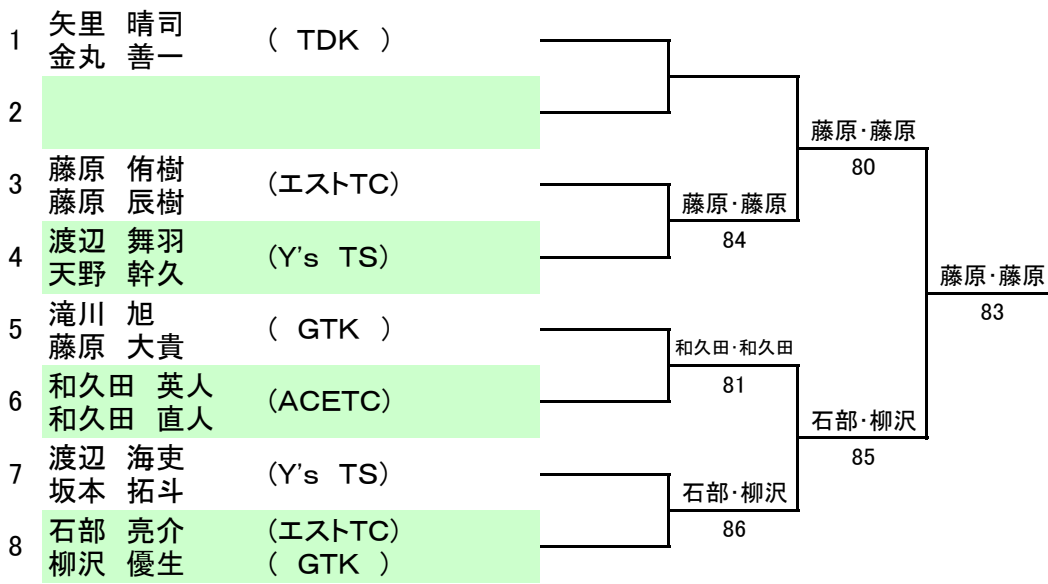 1 矢里 晴司 ( TDK )
金丸 善一
2
3 藤原 侑樹 (エストTC)
藤原 辰樹
4 渡辺 舞羽 (Y's TS)
天野 幹久
5 滝川 旭 ( GTK )
藤原 大貴
6 和久田 英人 (ACETC)
和久田 直人
7 渡辺 海吏 (Y's TS)
坂本 拓斗
8 石部 亮介 (エストTC)
柳沢 優生 ( GTK )
藤原・藤原
84
和久田・和久田
81
石部・柳沢
86
藤原・藤原
80
石部・柳沢
85
藤原・藤原
83